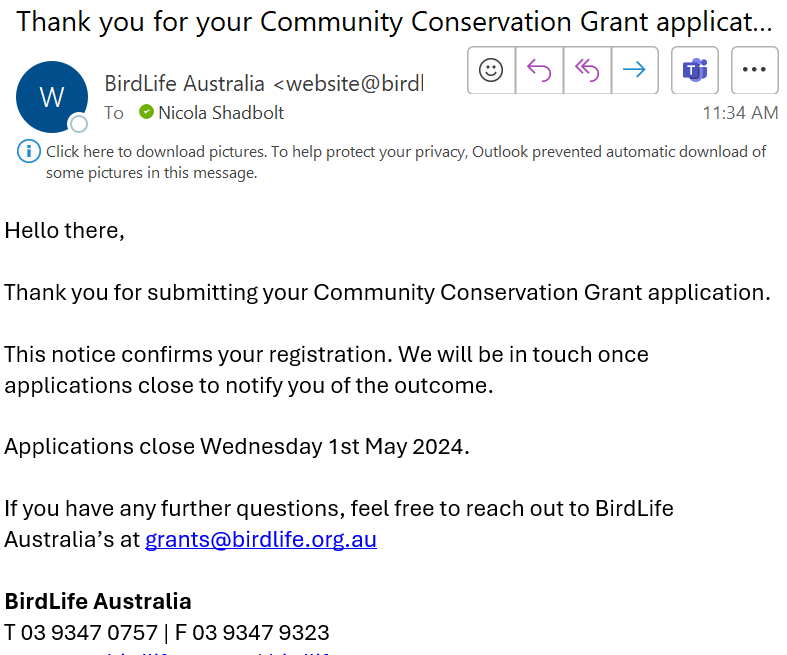 Thank you for your Community Conservation Grant applicat...
W
BirdLife Australia <website@birdl
To Nicola Shadbolt
11:34 AM
Click here to download pictures. To help protect your privacy, Outlook prevented automatic download of
some pictures in this message.
Hello there,
Thank you for submitting your Community Conservation Grant application.
This notice confirms your registration. We will be in touch once
applications close to notify you of the outcome.
Applications close Wednesday 1st May 2024.
If you have any further questions, feel free to reach out to BirdLife
Australia’s at grants@birdlife.org.au
BirdLife Australia
T 03 9347 0757 | F 03 9347 9323